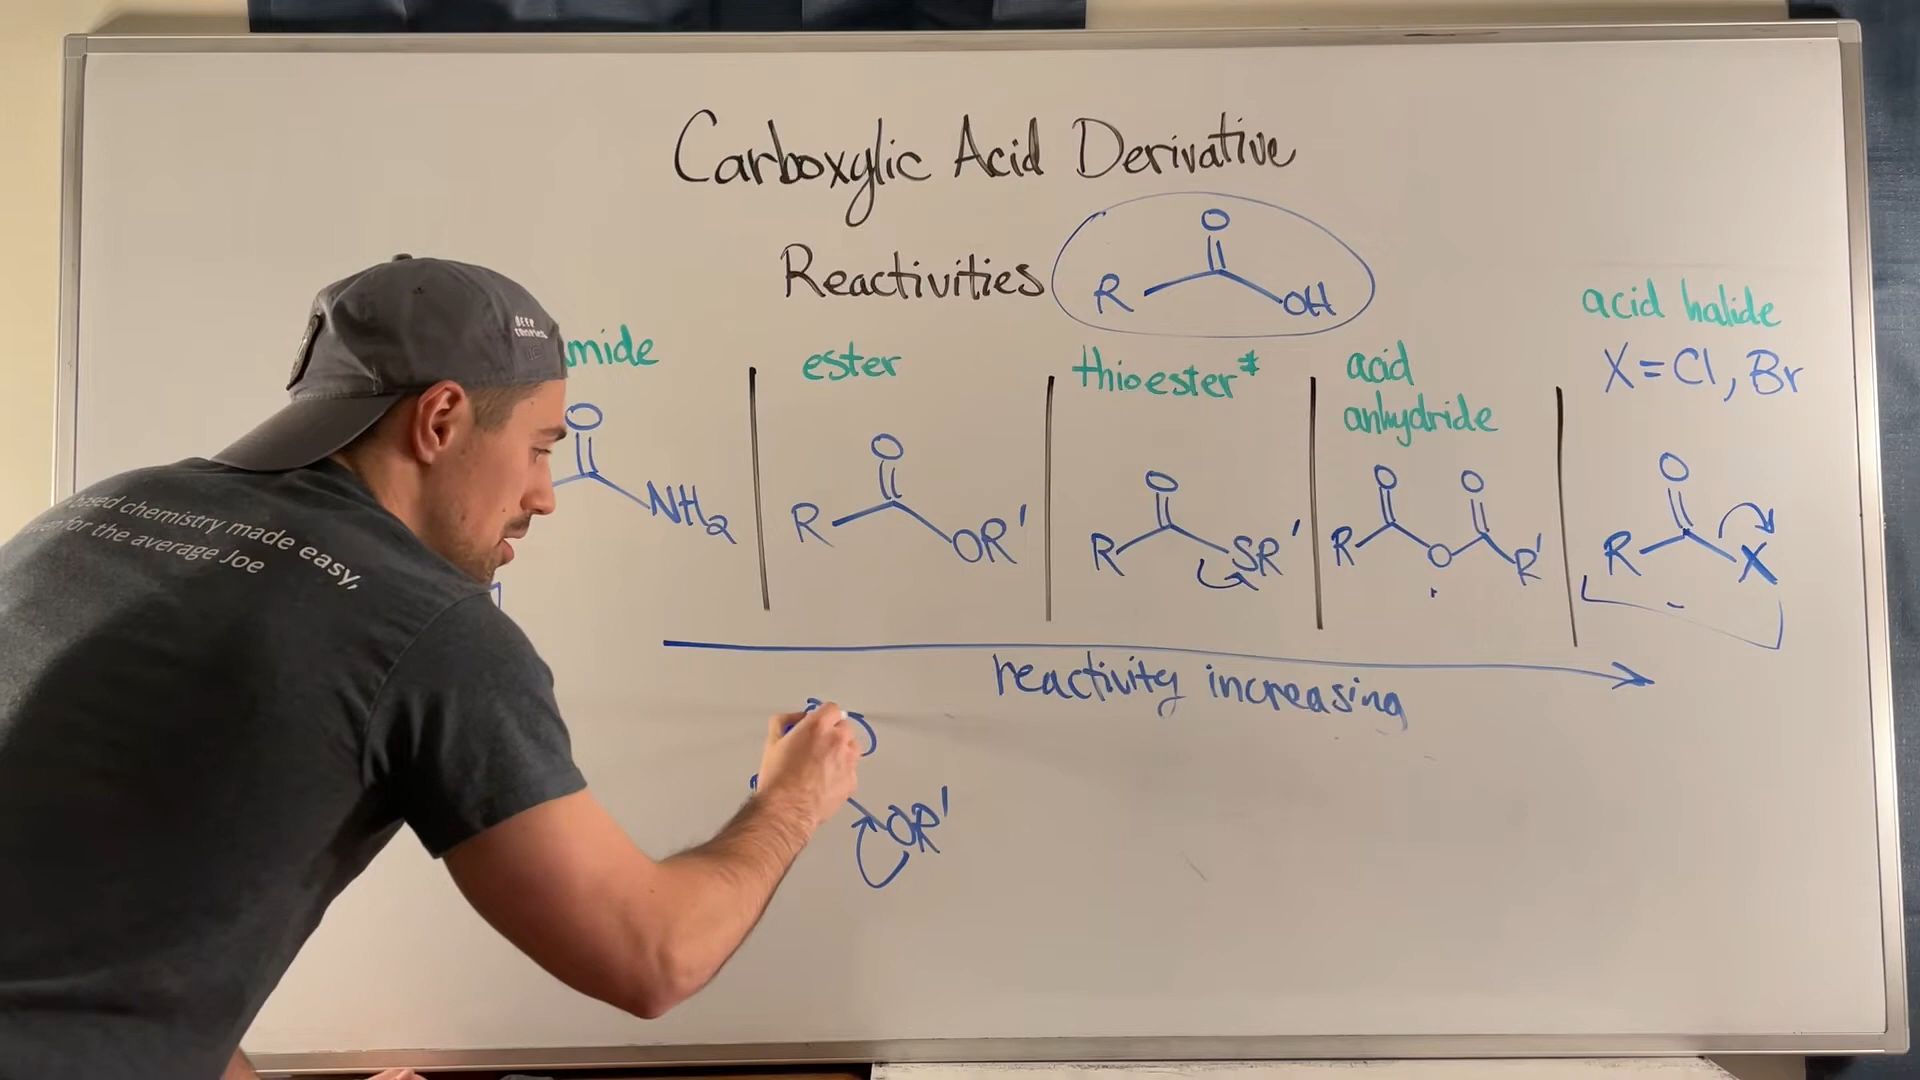 Carboxylic Acid Derivative
Reactivities
O
R OH
acid halide
X=Cl, Br
mide
ester
thioester*
acid
anhydride
O
NH2
O
R OR'
O
R SR'
O O
R O R'
O
R X
reactivity increasing
OR'
based chemistry made easy,
even for the average Joe